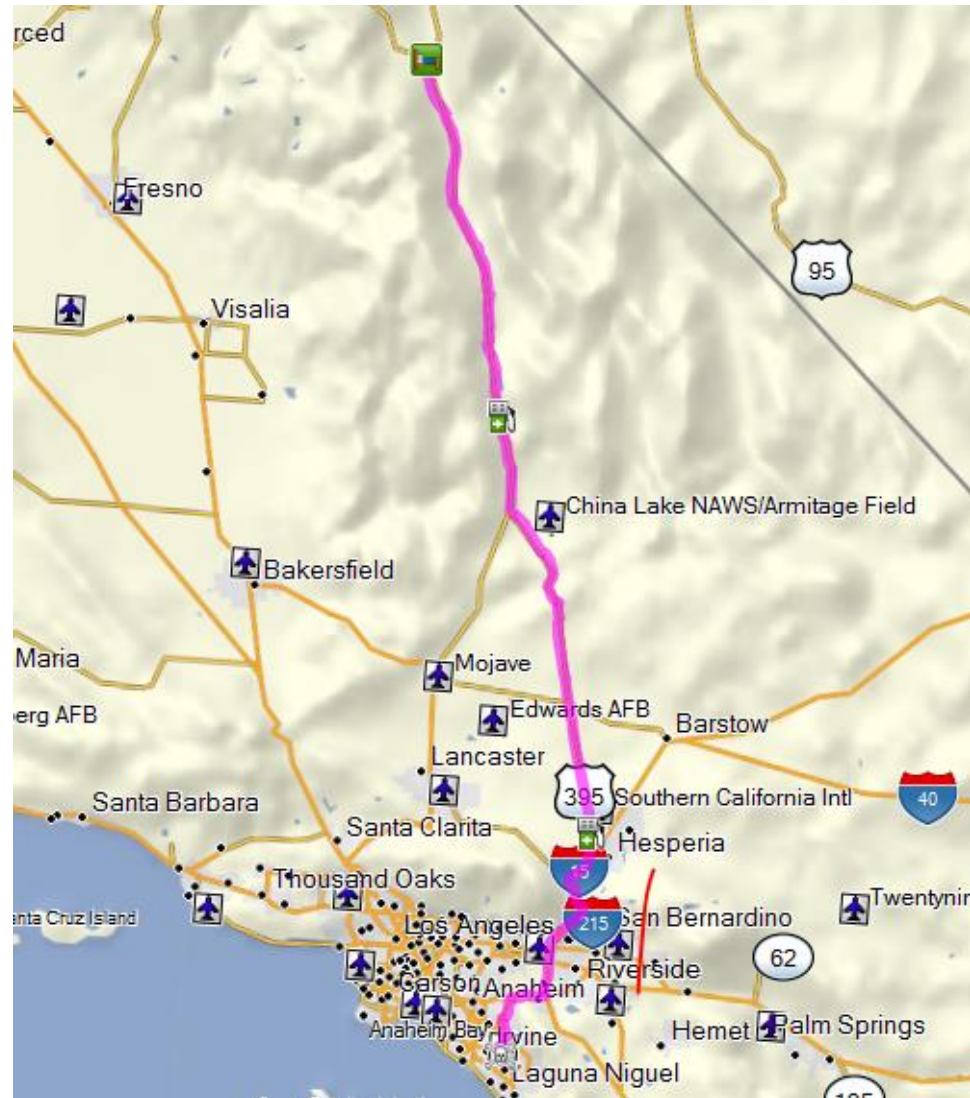 rced
Fresno
95
Visalia
China Lake NAWS/Armitage Field
Bakersfield
Maria
Mojave
erg AFB
Edwards AFB
Barstow
Lancaster
395
Southern California Intl
40
Santa Barbara
Santa Clarita
Hesperia
15
Thousand Oaks
Twentynin
anta Cruz Island
Los Angeles
215
San Bernardino
62
Riverside
Carson
Anaheim
Anaheim Bay
Irvine
Hemet
Palm Springs
Laguna Niguel